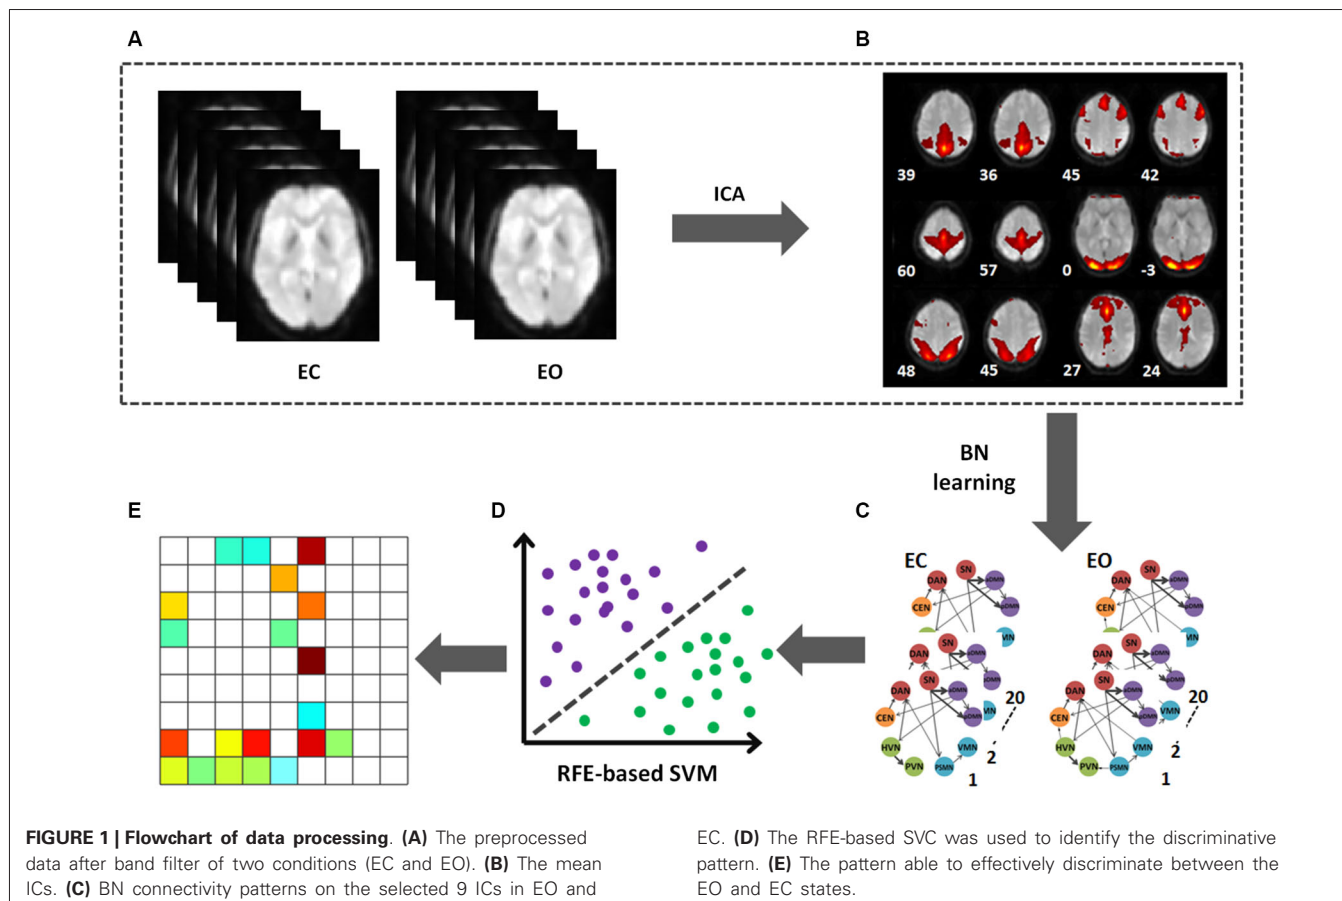 A
B
ICA
EC
EO
39
36
45
42
60
57
0
-3
48
45
27
24
BN
learning
E
D
C
RFE-based SVM
EC
EO
SN
DAN
pDMN
CEN
SN
DAN
pDMN
CEN
VMN
SN
DAN
SN
DAN
pDMN
CEN
HVN
PVN
PSMN
VMN
20
2
1
SN
DAN
SN
DAN
pDMN
CEN
HVN
PVN
PSMN
VMN
VMN
20
2
1
FIGURE 1 | Flowchart of data processing. (A) The preprocessed
data after band filter of two conditions (EC and EO). (B) The mean
ICs. (C) BN connectivity patterns on the selected 9 ICs in EO and
EC. (D) The RFE-based SVC was used to identify the discriminative
pattern. (E) The pattern able to effectively discriminate between the
EO and EC states.